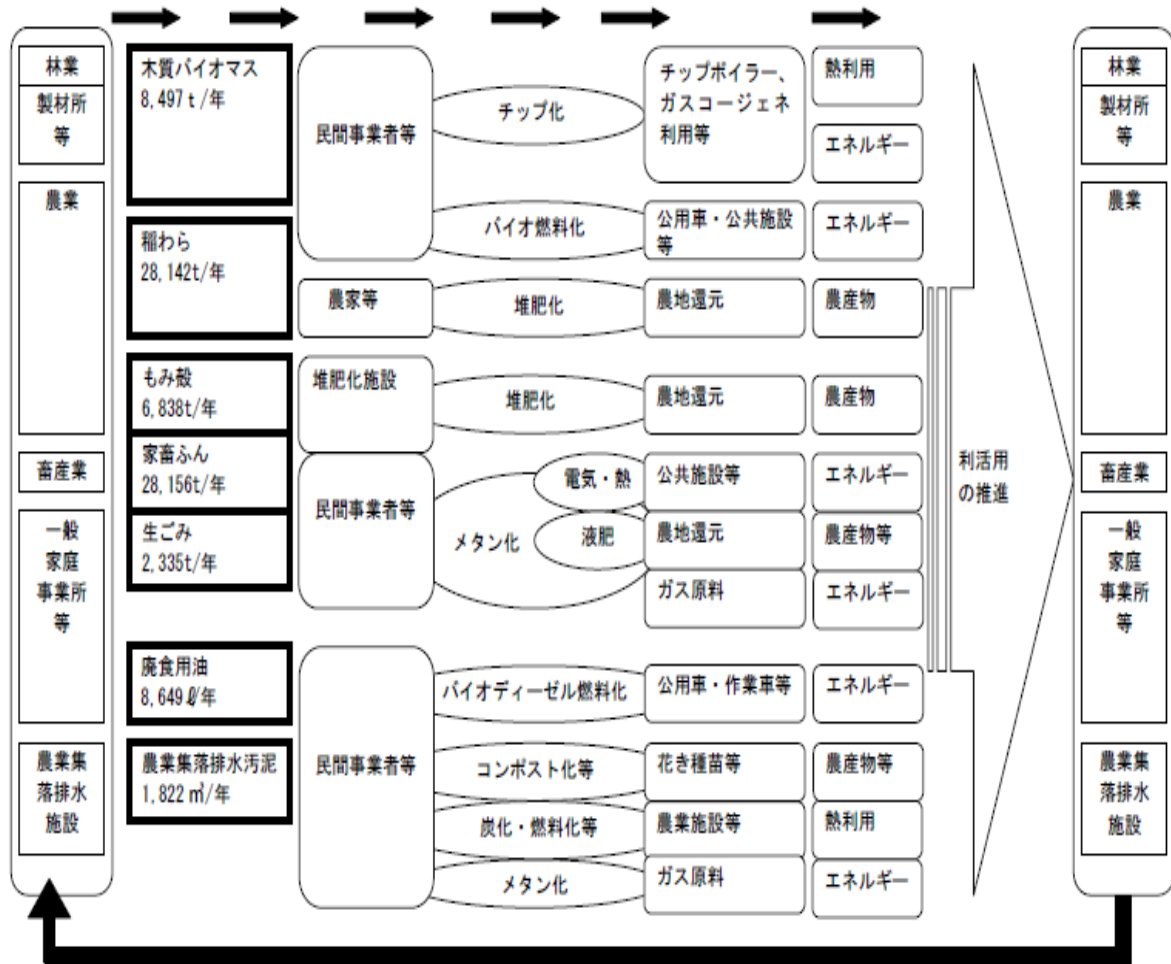 林業
製材所
等
農業
畜産業
一般
家庭
事業所
等
農業集
落排水
施設
木質バイオマス
8,497ｔ/年
稲わら
28,142t/年
もみ殻
6,838t/年
家畜ふん
28,156t/年
生ごみ
2,335t/年
廃食用油
8,649ℓ/年
農業集落排水汚泥
1,822㎥/年
民間事業者等
農家等
堆肥化施設
民間事業者等
民間事業者等
チップ化
バイオ燃料化
堆肥化
堆肥化
電気・熱
メタン化
液肥
バイオディーゼル燃料化
コンポスト化等
炭化・燃料化等
メタン化
チップボイラー、
ガスコージェネ
利用等
公用車・公共施設
等
農地還元
農地還元
公共施設等
農地還元
ガス原料
公用車・作業車等
花き種苗等
農業施設等
ガス原料
熱利用
エネルギー
エネルギー
農産物
農産物
エネルギー
農産物等
エネルギー
エネルギー
農産物等
熱利用
エネルギー
利活用
の推進
林業
製材所
等
農業
畜産業
一般
家庭
事業所
等
農業集
落排水
施設